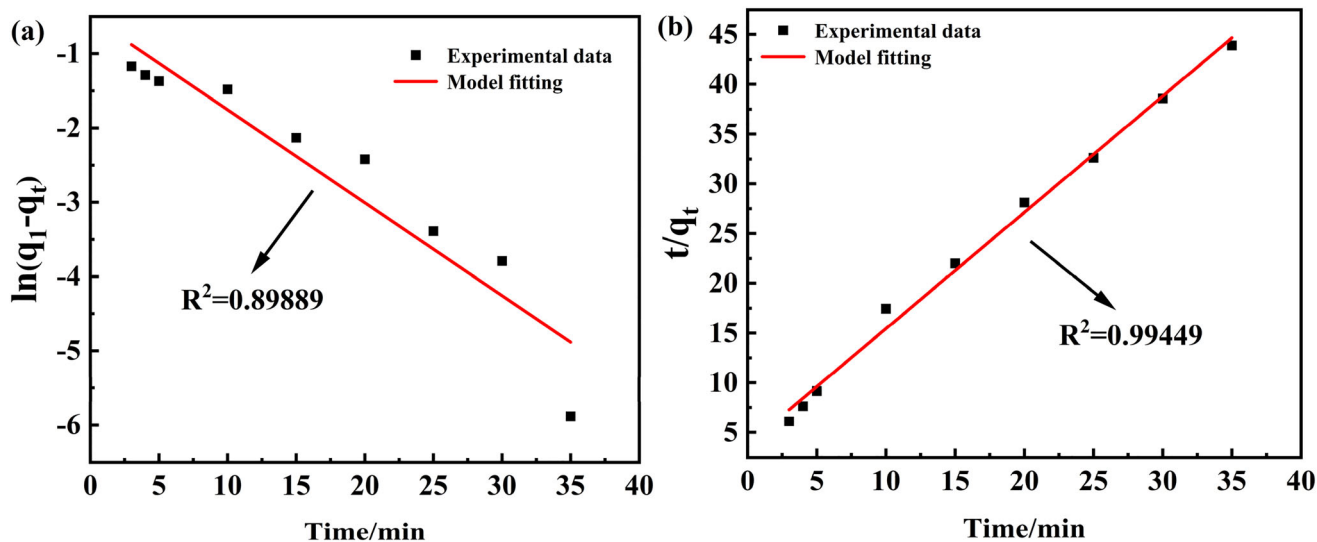 (a)
Experimental data
Model fitting
-1
-2
-3
-4
-5
-6
ln(q₁-qₜ)
R²=0.89889
0 5 10 15 20 25 30 35 40
Time/min
(b)
Experimental data
Model fitting
45
40
35
30
25
20
15
10
5
t/qₜ
R²=0.99449
0 5 10 15 20 25 30 35 40
Time/min